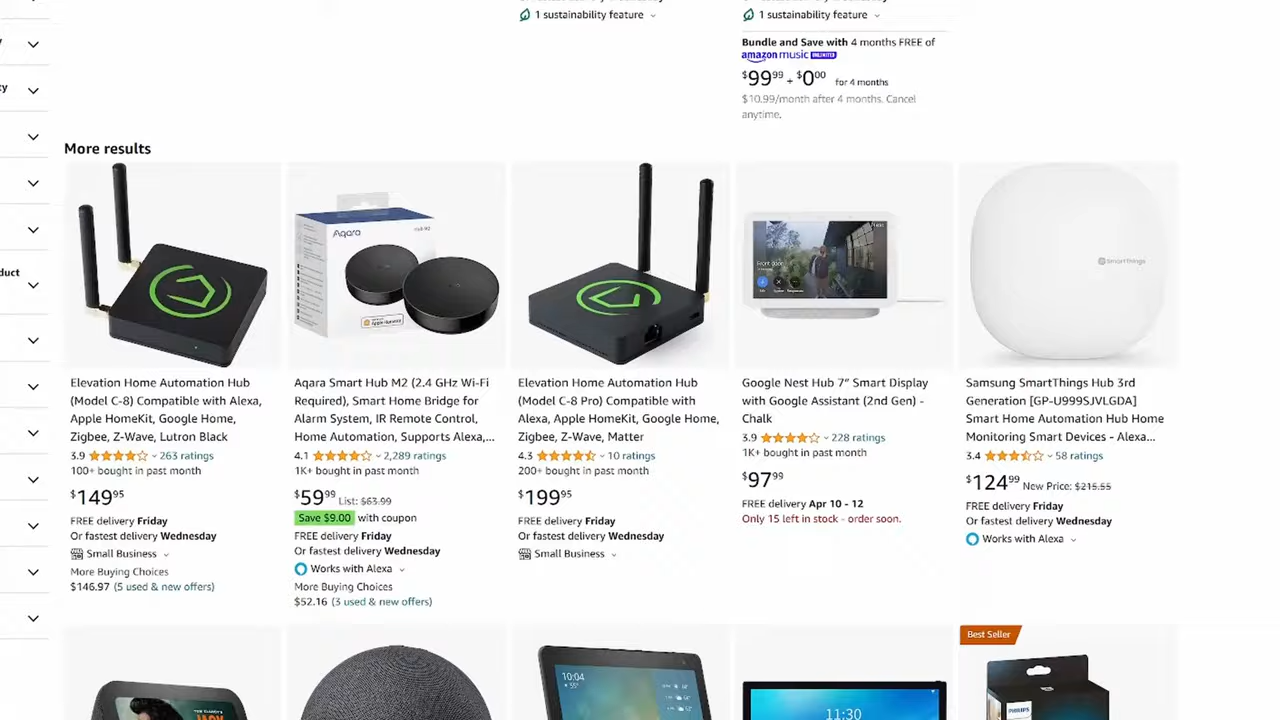 1 sustainability feature
1 sustainability feature
Bundle and Save with 4 months FREE of
amazon music UNLIMITED
$99.99 + $0.00 for 4 months
$10.99/month after 4 months. Cancel
anytime.
duct
More results
Elevation Home Automation Hub
(Model C-8) Compatible with Alexa,
Apple HomeKit, Google Home,
Zigbee, Z-Wave, Lutron Black
3.9 263 ratings
100+ bought in past month
$149.95
FREE delivery Friday
Or fastest delivery Wednesday
Small Business
More Buying Choices
$146.97 (5 used & new offers)
Aqara
Aqara Smart Hub M2 (2.4 GHz Wi-Fi
Required), Smart Home Bridge for
Alarm System, IR Remote Control,
Home Automation, Supports Alexa,...
4.1 2,289 ratings
1K+ bought in past month
$59.99 List: $63.99
Save $9.00 with coupon
FREE delivery Friday
Or fastest delivery Wednesday
Works with Alexa
More Buying Choices
$52.16 (3 used & new offers)
Elevation Home Automation Hub
(Model C-8 Pro) Compatible with
Alexa, Apple HomeKit, Google Home,
Zigbee, Z-Wave, Matter
4.3 10 ratings
200+ bought in past month
$199.95
FREE delivery Friday
Or fastest delivery Wednesday
Small Business
Front door
Google Nest Hub 7” Smart Display
with Google Assistant (2nd Gen) -
Chalk
3.9 228 ratings
1K+ bought in past month
$97.99
FREE delivery Apr 10 - 12
Only 15 left in stock - order soon.
SmartThings
Samsung SmartThings Hub 3rd
Generation [GP-U999SJVLGDA]
Smart Home Automation Hub Home
Monitoring Smart Devices - Alexa...
3.4 58 ratings
$124.99 New Price: $215.55
FREE delivery Friday
Or fastest delivery Wednesday
Works with Alexa
10:04
11:30
Best Seller
PHILIPS